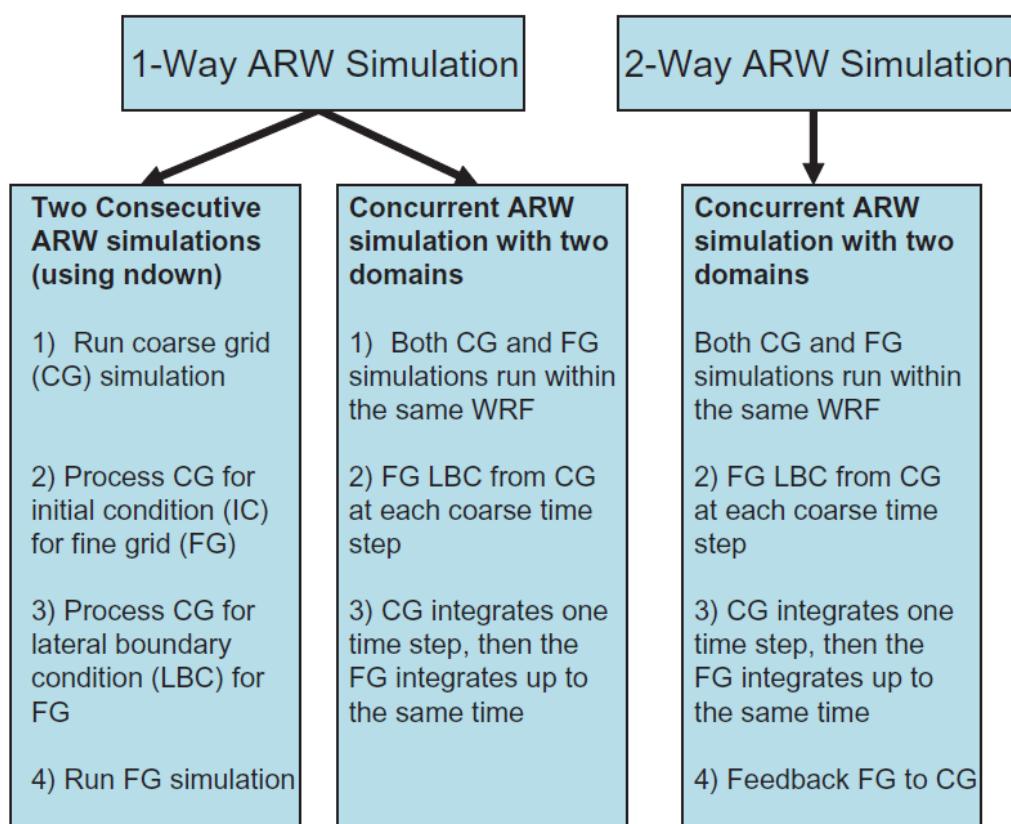 1-Way ARW Simulation
2-Way ARW Simulation
Two Consecutive
ARW simulations
(using ndown)
1) Run coarse grid
(CG) simulation
2) Process CG for
initial condition (IC)
for fine grid (FG)
3) Process CG for
lateral boundary
condition (LBC) for
FG
4) Run FG simulation
Concurrent ARW
simulation with two
domains
1) Both CG and FG
simulations run within
the same WRF
2) FG LBC from CG
at each coarse time
step
3) CG integrates one
time step, then the
FG integrates up to
the same time
Concurrent ARW
simulation with two
domains
Both CG and FG
simulations run within
the same WRF
2) FG LBC from CG
at each coarse time
step
3) CG integrates one
time step, then the
FG integrates up to
the same time
4) Feedback FG to CG